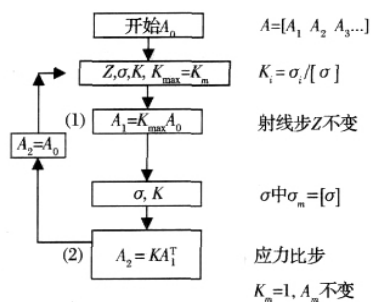 开始A₀
A=[A₁ A₂ A₃...]
Z,σ,K, Kmax=Kₘ
Kᵢ=σᵢ/[σ]
(1)
A₁=KmaxA₀
射线步Z不变
A₂=A₀
σ, K
σ中σₘ=[σ]
(2)
A₂=KA₁ᵀ
应力比步
Kₘ=1, Aₘ不变